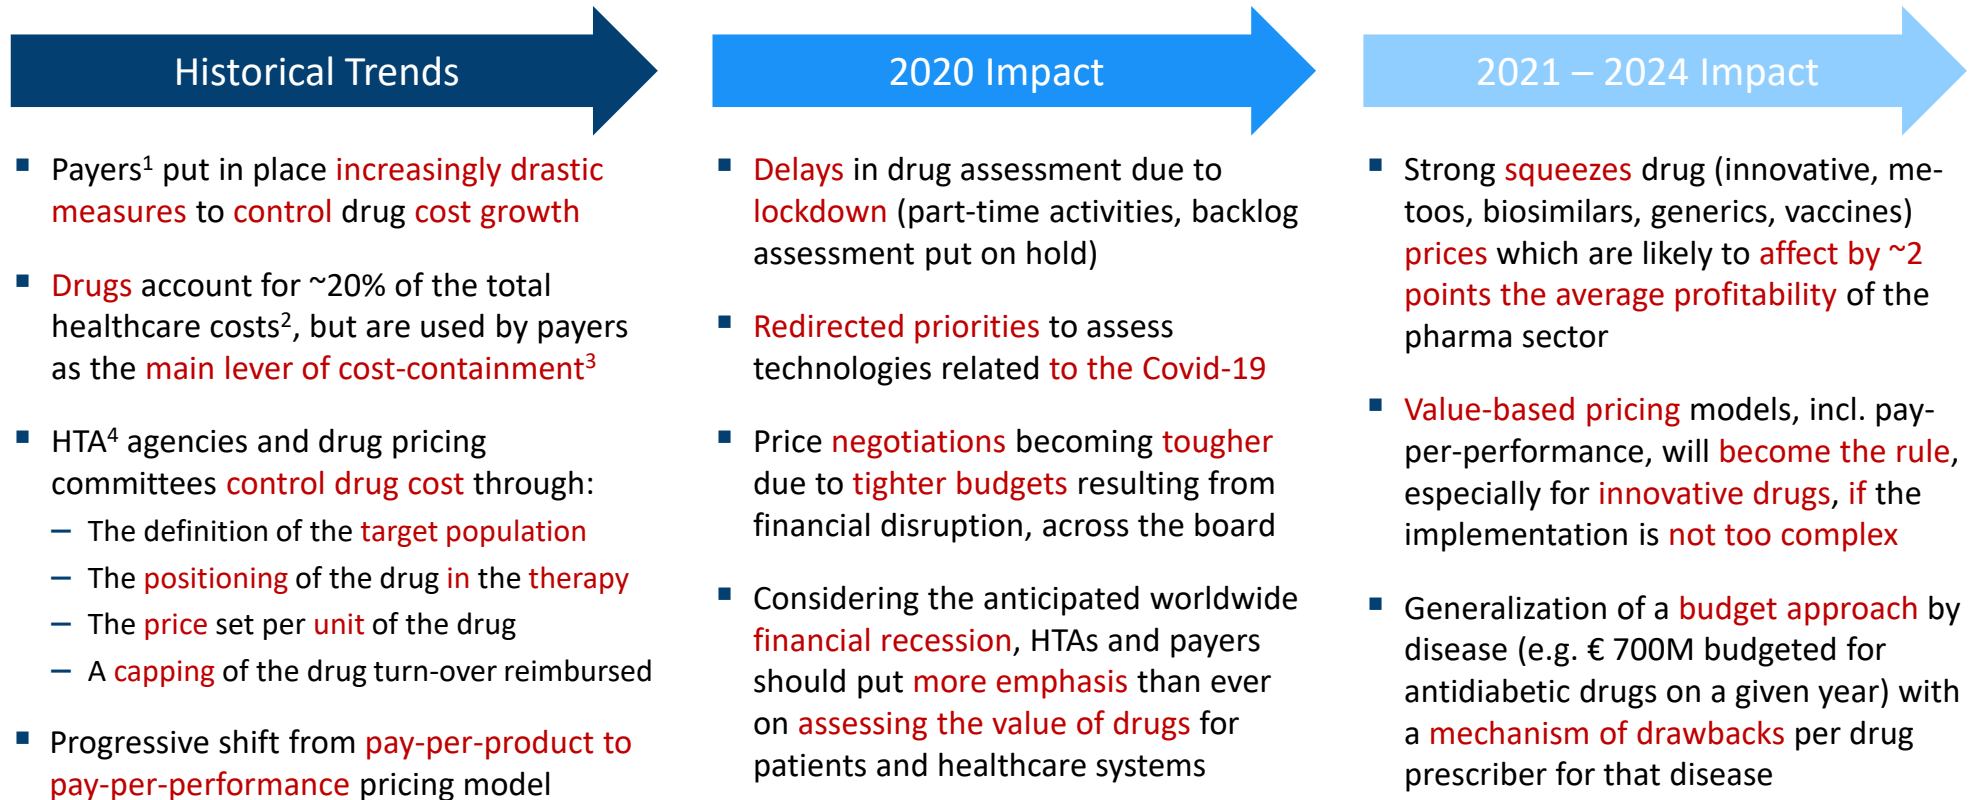 Historical Trends
▪ Payers¹ put in place increasingly drastic
measures to control drug cost growth
▪ Drugs account for ~20% of the total
healthcare costs², but are used by payers
as the main lever of cost-containment³
▪ HTA⁴ agencies and drug pricing
committees control drug cost through:
– The definition of the target population
– The positioning of the drug in the therapy
– The price set per unit of the drug
– A capping of the drug turn-over reimbursed
▪ Progressive shift from pay-per-product to
pay-per-performance pricing model
2020 Impact
▪ Delays in drug assessment due to
lockdown (part-time activities, backlog
assessment put on hold)
▪ Redirected priorities to assess
technologies related to the Covid-19
▪ Price negotiations becoming tougher
due to tighter budgets resulting from
financial disruption, across the board
▪ Considering the anticipated worldwide
financial recession, HTAs and payers
should put more emphasis than ever
on assessing the value of drugs for
patients and healthcare systems
2021 – 2024 Impact
▪ Strong squeezes drug (innovative, me-
toos, biosimilars, generics, vaccines)
prices which are likely to affect by ~2
points the average profitability of the
pharma sector
▪ Value-based pricing models, incl. pay-
per-performance, will become the rule,
especially for innovative drugs, if the
implementation is not too complex
▪ Generalization of a budget approach by
disease (e.g. € 700M budgeted for
antidiabetic drugs on a given year) with
a mechanism of drawbacks per drug
prescriber for that disease